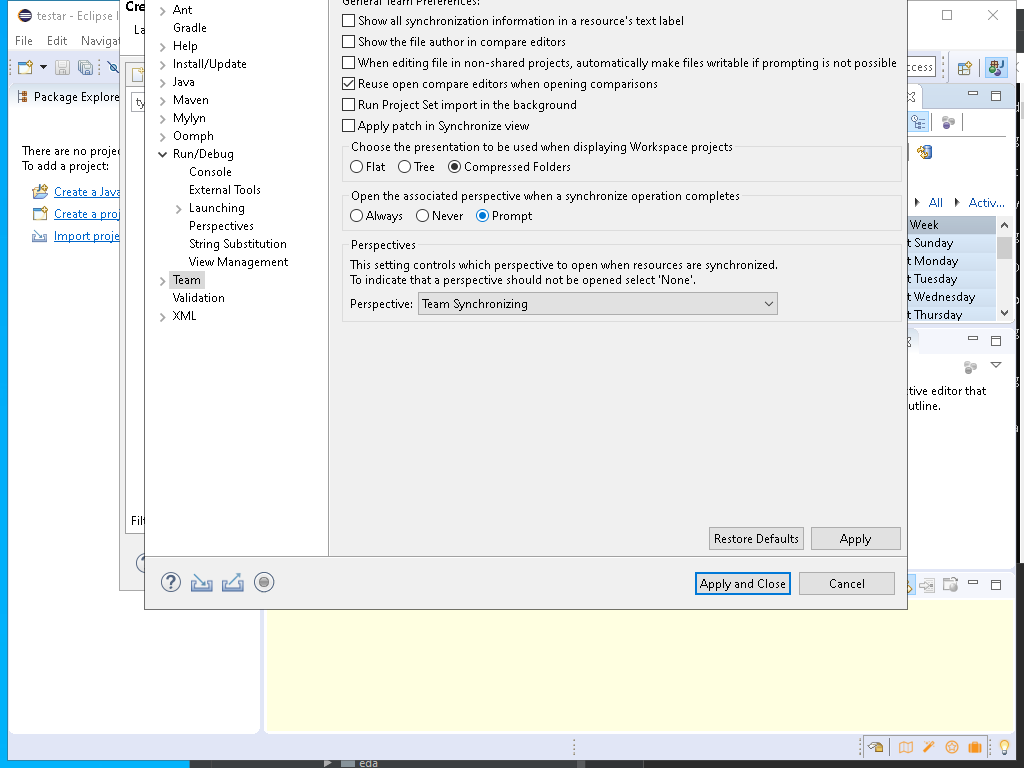 testar - Eclipse I
File Edit Naviga
Package Explore
There are no projec
To add a project:
Create a Java
Create a proj
Import proje
Cre
La
ty
Filt
Ant
Gradle
Help
Install/Update
Java
Maven
Mylyn
Oomph
Run/Debug
Console
External Tools
Launching
Perspectives
String Substitution
View Management
Team
Validation
XML
General Team Preferences:
Show all synchronization information in a resource's text label
Show the file author in compare editors
When editing file in non-shared projects, automatically make files writable if prompting is not possible
Reuse open compare editors when opening comparisons
Run Project Set import in the background
Apply patch in Synchronize view
Choose the presentation to be used when displaying Workspace projects
Flat Tree Compressed Folders
Open the associated perspective when a synchronize operation completes
Always Never Prompt
Perspectives
This setting controls which perspective to open when resources are synchronized.
To indicate that a perspective should not be opened select 'None'.
Perspective: Team Synchronizing
Restore Defaults Apply
Apply and Close Cancel
ccess
All Activ...
Week
t Sunday
t Monday
t Tuesday
t Wednesday
t Thursday
tive editor that
utline.
eda